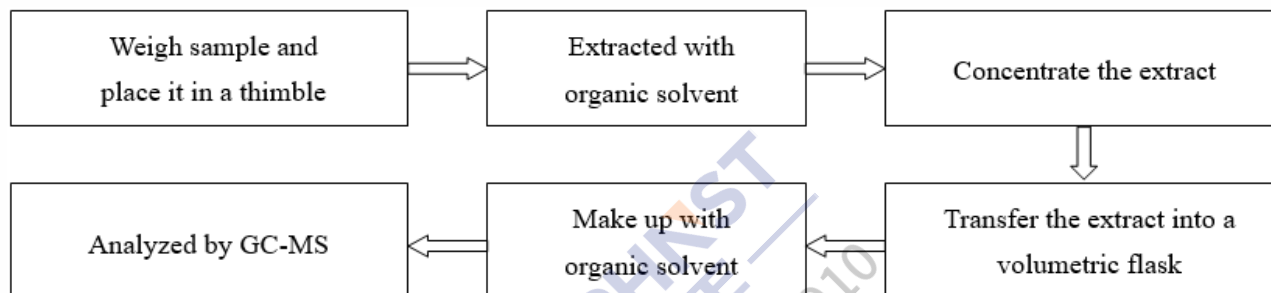 Weigh sample and
place it in a thimble
Extracted with
organic solvent
Concentrate the extract
Transfer the extract into a
volumetric flask
Make up with
organic solvent
Analyzed by GC-MS